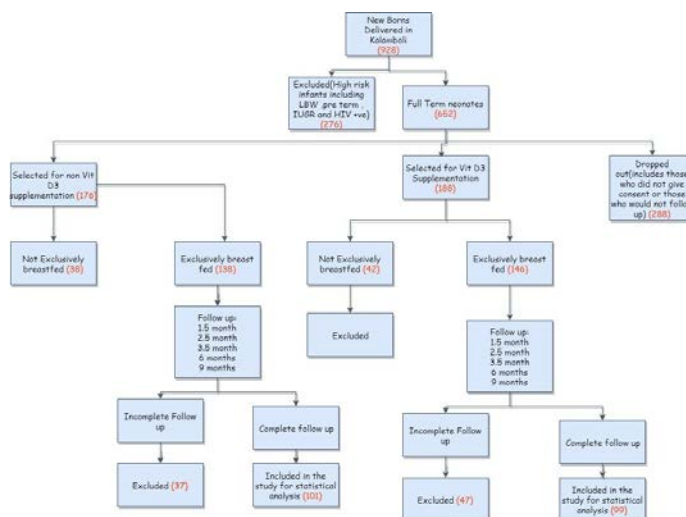 New Borns
Delivered in
Kalamboli
(928)
Excluded(High risk
infants including
LBW ,pre term ,
IUGR and HIV +ve)
(276)
Full Term neonates
(652)
Selected for non Vit
D3
supplementation (176)
Selected for Vit D3
Supplementation
(188)
Dropped
out(includes those
who did not give
consent or those
who would not follow
up) (288)
Not Exclusively
breastfed (38)
Exclusively breast
fed (138)
Not
Exclusively
breastfed (42)
Exclusively breast
fed (146)
Follow up:
1.5 month
2.5 month
3.5 month
6 months
9 months
Excluded
Follow up:
1.5 month
2.5 month
3.5 month
6 months
9 months
Incomplete Follow
up
Complete follow up
Incomplete Follow
up
Complete follow up
Excluded (37)
Included in the
study for statistical
analysis (101)
Excluded (47)
Included in the
study for statistical
analysis (99)